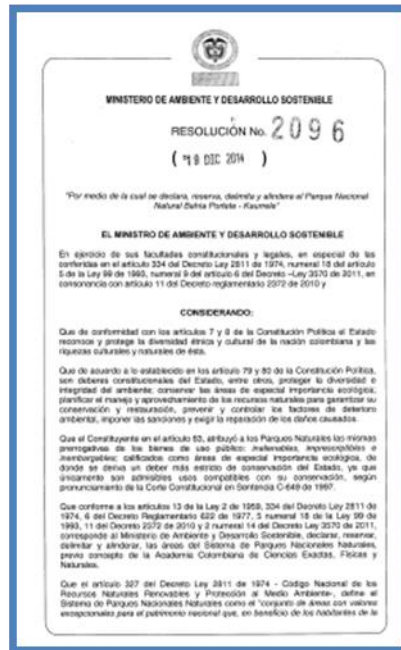 MINISTERIO DE AMBIENTE Y DESARROLLO SOSTENIBLE
RESOLUCIÓN No. 2096
( 19 DIC 2014 )
"Por medio de la cual se declara, reserva, delimita y alindera el Parque Nacional
Natural Bahía Portete - Kaurrele"
EL MINISTRO DE AMBIENTE Y DESARROLLO SOSTENIBLE
En ejercicio de sus facultades constitucionales y legales, en especial de las
conferidas en el artículo 334 del Decreto Ley 2811 de 1974, numeral 18 del artículo
5 de la Ley 99 de 1993, numeral 9 del artículo 6 del Decreto –Ley 3570 de 2011, en
consonancia con artículo 11 del Decreto reglamentario 2372 de 2010 y
CONSIDERANDO:
Que de conformidad con los artículos 7 y 8 de la Constitución Política el Estado
reconoce y protege la diversidad étnica y cultural de la nación colombiana y las
riquezas culturales y naturales de ésta.
Que de acuerdo a lo establecido en los artículos 79 y 80 de la Constitución Política,
son deberes constitucionales del Estado, entre otros, proteger la diversidad e
integridad del ambiente; conservar las áreas de especial importancia ecológica;
planificar el manejo y aprovechamiento de los recursos naturales para garantizar su
conservación y restauración, prevenir y controlar los factores de deterioro
ambiental, imponer las sanciones y exigir la reparación de los daños causados.
Que el Constituyente en el artículo 63, atribuyó a los Parques Naturales las mismas
prerrogativas de los bienes de uso público: inalienables, imprescriptibles e
inembargables; calificados como áreas de especial importancia ecológica, de
donde se deriva un deber más estricto de conservación del Estado, ya que
únicamente son admisibles usos compatibles con su conservación, según
pronunciamiento de la Corte Constitucional en Sentencia C-649 de 1997.
Que conforme a los artículos 13 de la Ley 2 de 1959, 334 del Decreto Ley 2811 de
1974, 6 del Decreto Reglamentario 622 de 1977, 5 numeral 18 de la Ley 99 de
1993, 11 del Decreto 2372 de 2010 y 2 numeral 14 del Decreto Ley 3570 de 2011,
corresponde al Ministerio de Ambiente y Desarrollo Sostenible, declarar, reservar,
delimitar y alinderar, las áreas del Sistema de Parques Nacionales Naturales,
previo concepto de la Academia Colombiana de Ciencias Exactas, Físicas y
Naturales.
Que el artículo 327 del Decreto Ley 2811 de 1974 - Código Nacional de los
Recursos Naturales Renovables y Protección al Medio Ambiente-, define el
Sistema de Parques Nacionales Naturales como el "conjunto de áreas con valores
excepcionales para el patrimonio nacional que, en beneficio de los habitantes de la